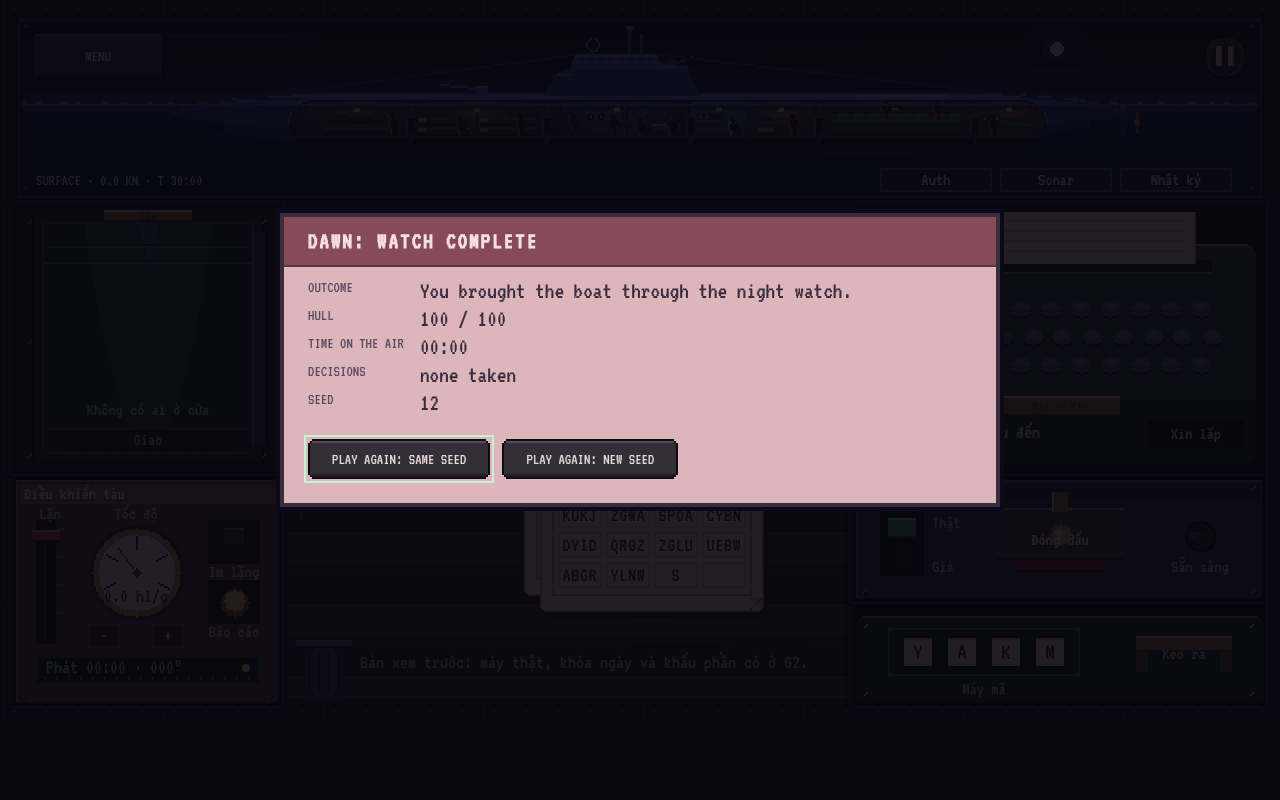 MENU
SURFACE · 0.0 KN · T 30:00
Auth
Sonar
Nhật ký
DAWN: WATCH COMPLETE
OUTCOME
You brought the boat through the night watch.
HULL
100 / 100
TIME ON THE AIR
00:00
DECISIONS
none taken
SEED
12
PLAY AGAIN: SAME SEED
PLAY AGAIN: NEW SEED
Không có ai ở cửa
Giao
đến
Xin lặp
Điều khiển tàu
Lặn
Tốc độ
Im lặng
0.0 hl/g
Báo cáo
-
+
Phát 00:00 · 000°
KUKJ ZGWA SPOA CYBN
DYID QRGZ ZGLU UEBW
ABGR YLNW S
Bản xem trước: máy thật, khóa ngày và khẩu phần có ở G2.
Thật
Giả
Đóng dấu
Sẵn sàng
Y A K M
Máy mã
Kéo ra